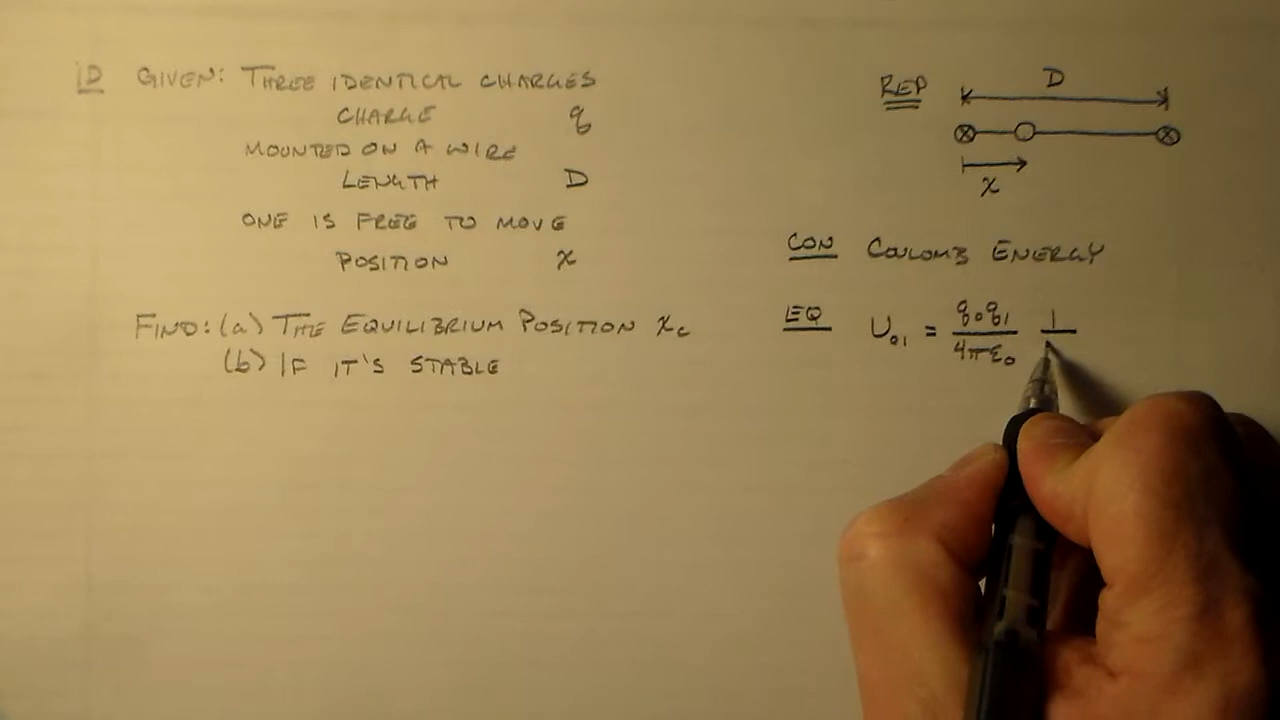 ID GIVEN: THREE IDENTICAL CHARGES
CHARGE q
MOUNTED ON A WIRE
LENGTH D
ONE IS FREE TO MOVE
POSITION x
FIND: (a) THE EQUILIBRIUM POSITION
(b) IF IT'S STABLE
REP D
x
CON COULOMB ENERGY
EQ U₀₁ = q₀q₁/4πε₀ 1/